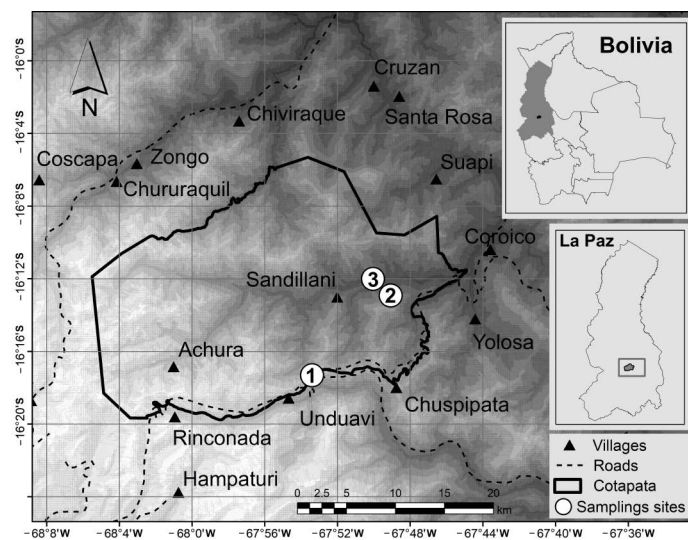 Bolivia
La Paz
N
Cruzan
Santa Rosa
Chiviraque
Coscapa
Zongo
Chururaquil
Suapi
Coroico
Sandillani
3
2
Yolosa
Achura
1
Chuspipata
Unduavi
Rinconada
Hampaturi
Villages
Roads
Cotapata
Samplings sites
0 2.5 5 10 15 20
km
−16°0'S
−16°4'S
−16°8'S
−16°12'S
−16°16'S
−16°20'S
−68°8'W −68°4'W −68°0'W −67°56'W −67°52'W −67°48'W −67°44'W −67°40'W −67°36'W